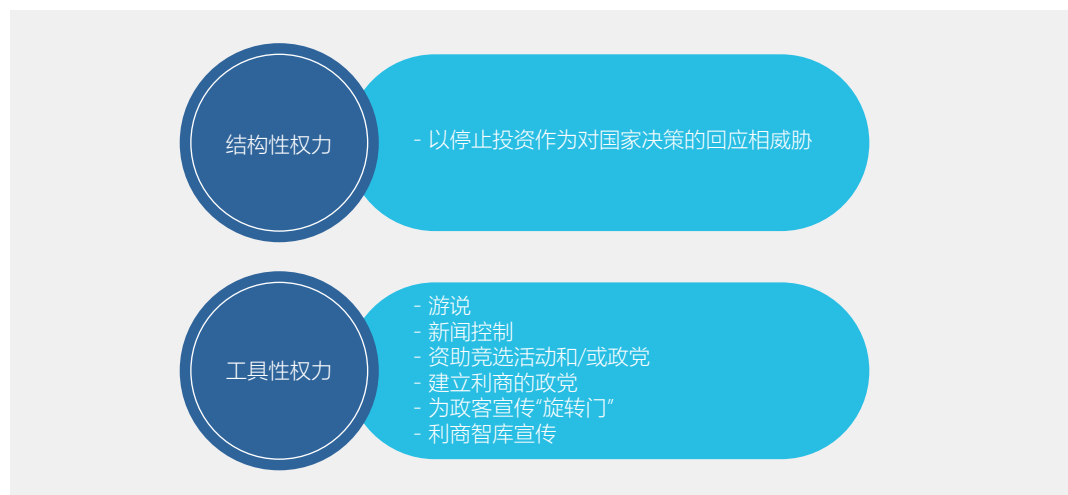 结构性权力
- 以停止投资作为对国家决策的回应相威胁
工具性权力
- 游说
- 新闻控制
- 资助竞选活动和/或政党
- 建立利商的政党
- 为政客宣传“旋转门”
- 利商智库宣传